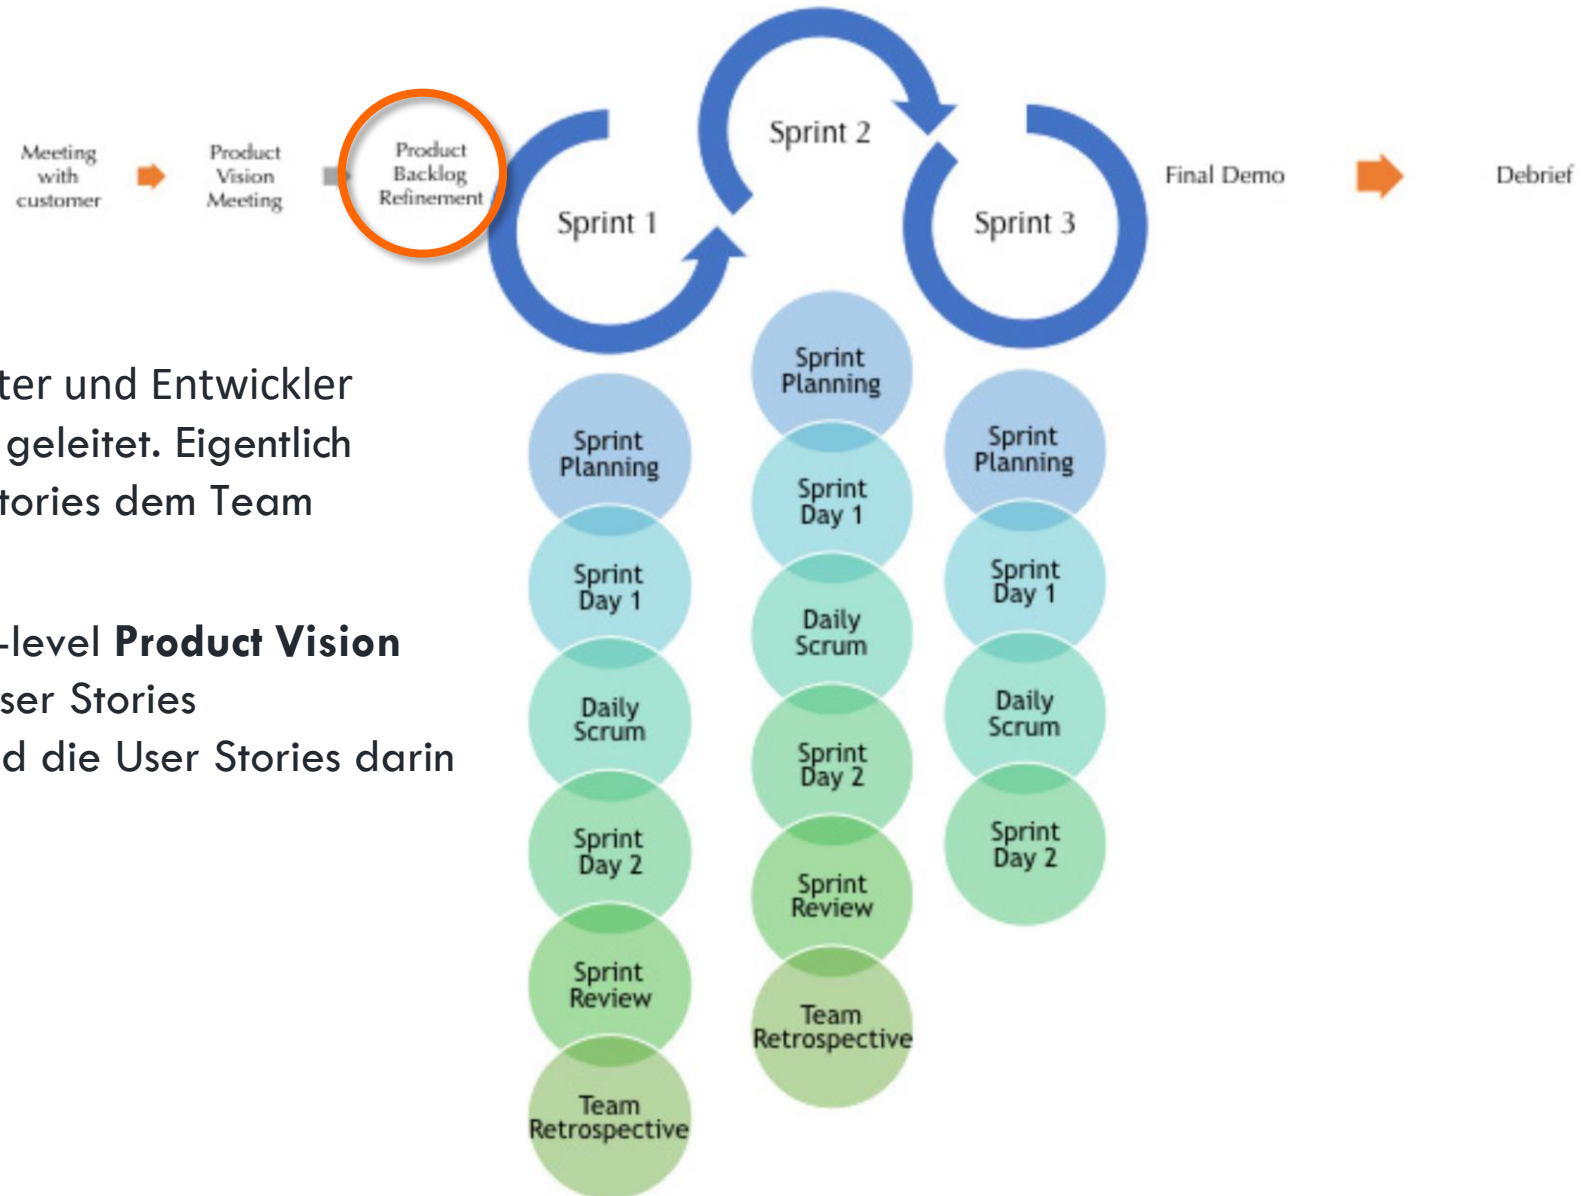 Meeting
with
customer
Product
Vision
Meeting
Product
Backlog
Refinement
Sprint 1
Sprint 2
Sprint 3
Final Demo
Debrief
ter und Entwickler
geleitet. Eigentlich
tories dem Team
-level Product Vision
ser Stories
d die User Stories darin
Sprint
Planning
Sprint
Day 1
Daily
Scrum
Sprint
Day 2
Sprint
Review
Team
Retrospective
Sprint
Planning
Sprint
Day 1
Daily
Scrum
Sprint
Day 2
Sprint
Review
Team
Retrospective
Sprint
Planning
Sprint
Day 1
Daily
Scrum
Sprint
Day 2